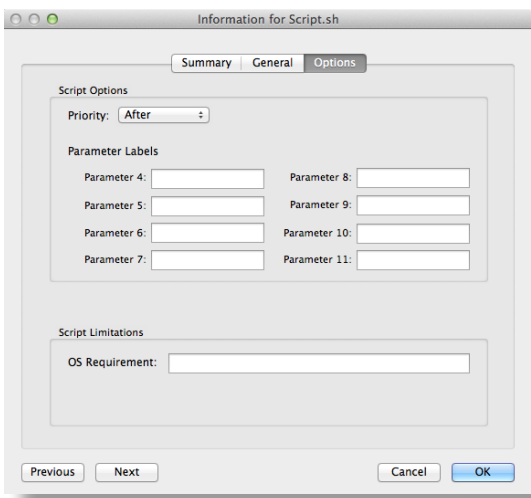 Information for Script.sh
Summary General Options
Script Options
Priority: After
Parameter Labels
Parameter 4: Parameter 8:
Parameter 5: Parameter 9:
Parameter 6: Parameter 10:
Parameter 7: Parameter 11:
Script Limitations
OS Requirement:
Previous Next Cancel OK